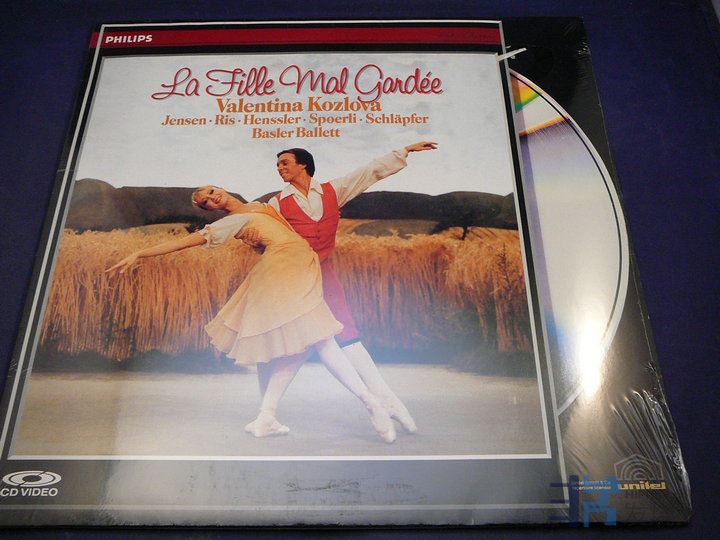 PHILIPS
La Fille Mal Gardée
Valentina Kozlova
Jensen · Ris · Henssler · Spoerli · Schläpfer
Basler Ballett
CD VIDEO
unitel